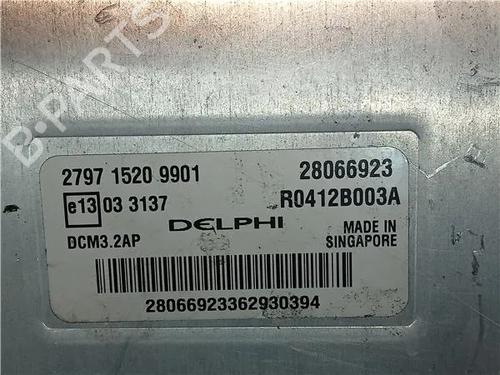 B-PARTS
2797 1520 9901 28066923
e13 03 3137 R0412B003A
DELPHI MADE IN
DCM3.2AP SINGAPORE
28066923362930394